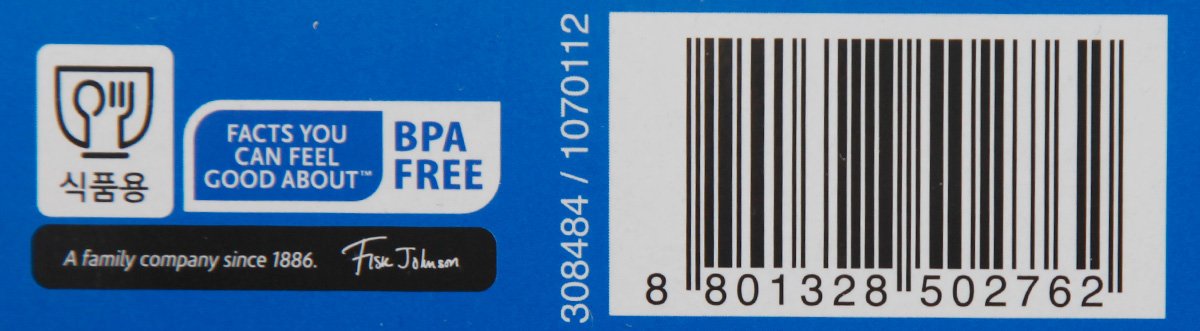 식품용
FACTS YOU
CAN FEEL
GOOD ABOUT™
BPA
FREE
A family company since 1886.
Fisk Johnson
308484 / 1070112
8 801328 502762